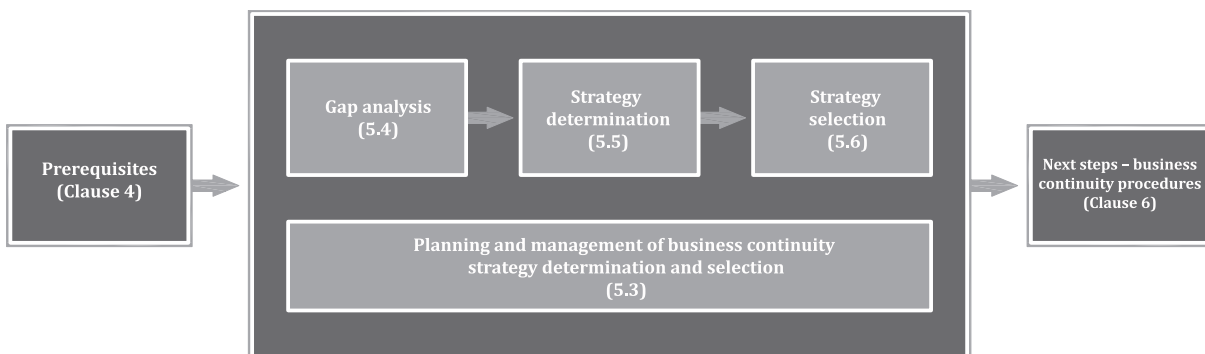 Prerequisites
(Clause 4)
Gap analysis
(5.4)
Strategy
determination
(5.5)
Strategy
selection
(5.6)
Planning and management of business continuity
strategy determination and selection
(5.3)
Next steps – business
continuity procedures
(Clause 6)